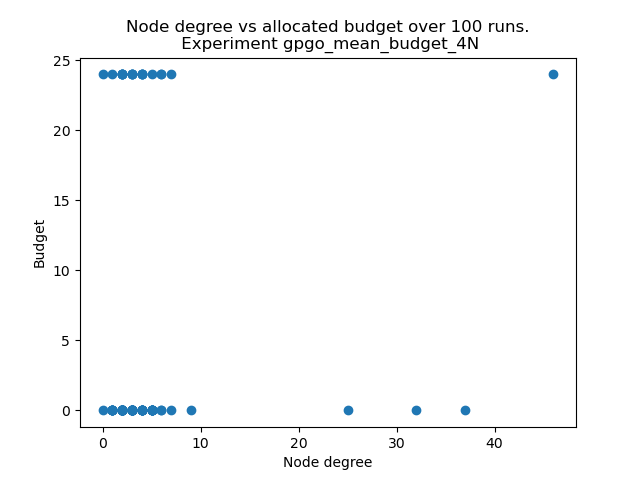 Node degree vs allocated budget over 100 runs.
Experiment gpgo_mean_budget_4N
25
20
15
10
5
0
Budget
0
10
20
30
40
Node degree